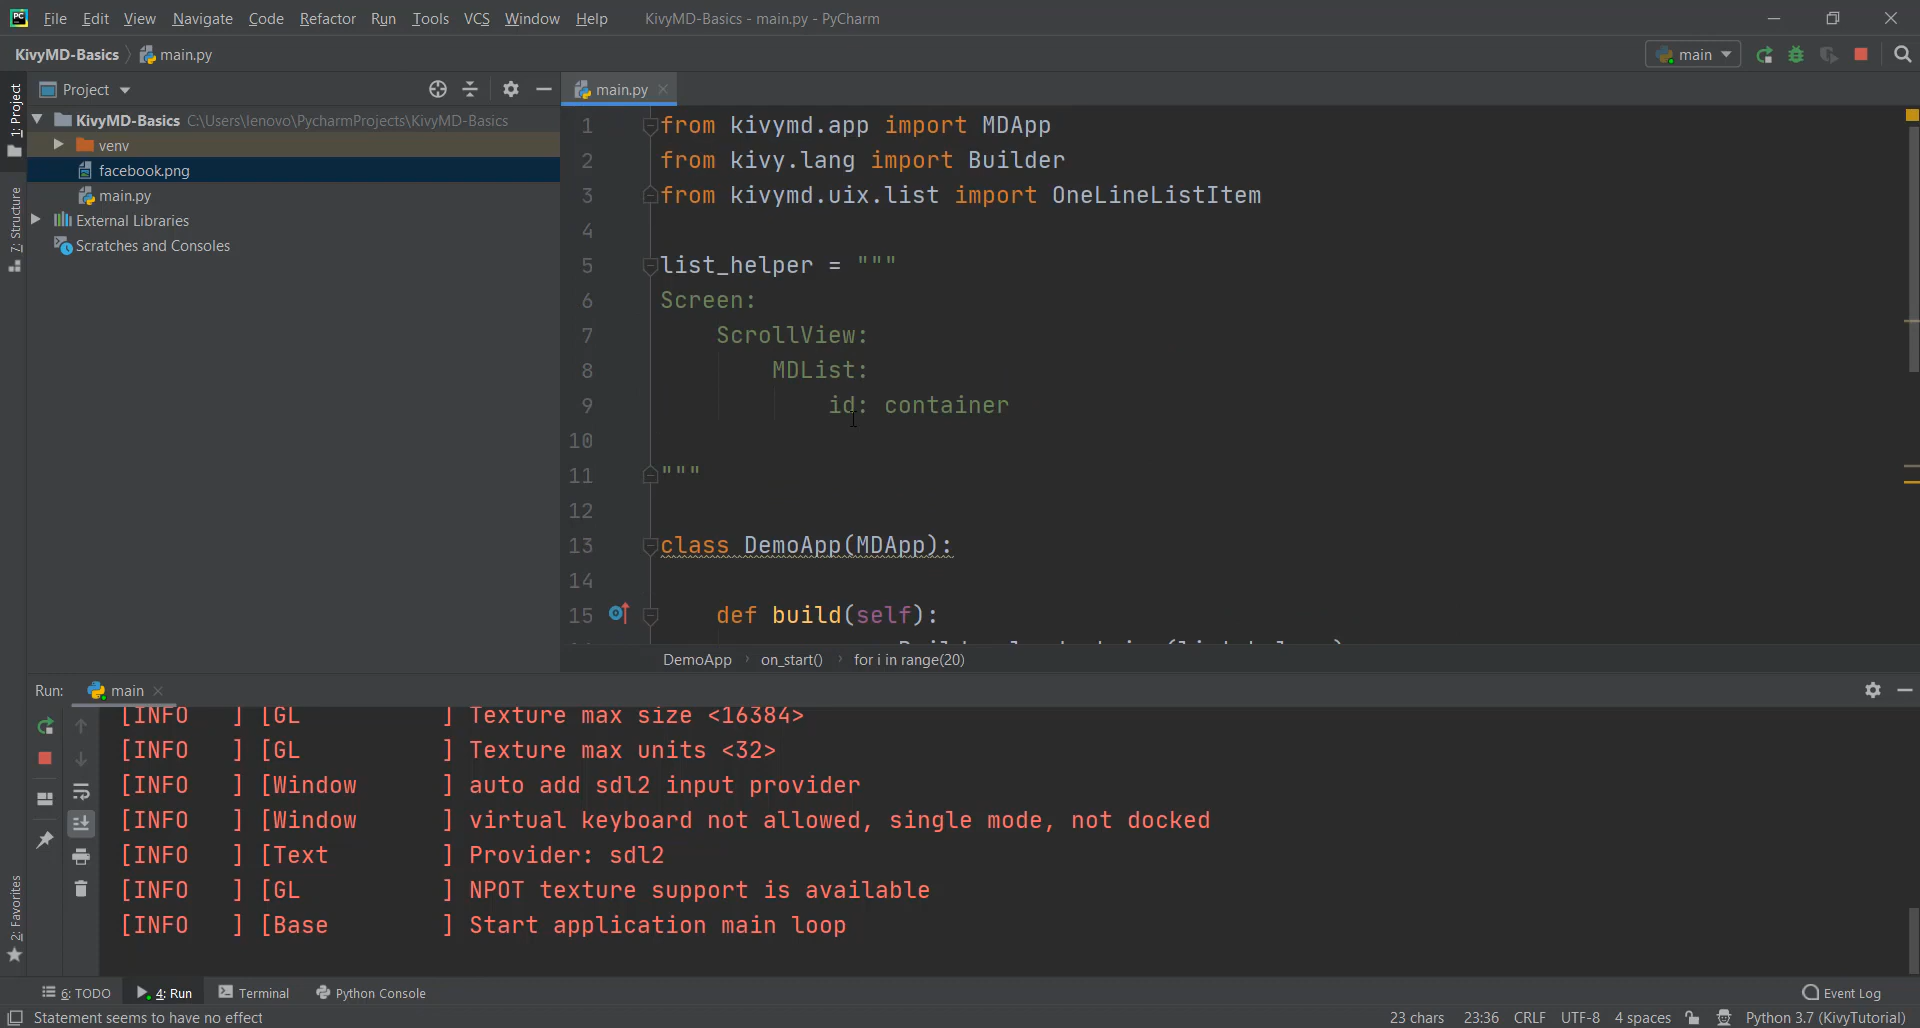 File Edit View Navigate Code Refactor Run Tools VCS Window Help KivyMD-Basics - main.py - PyCharm
KivyMD-Basics main.py main
1: Project
Project
main.py
KivyMD-Basics C:\Users\lenovo\PycharmProjects\KivyMD-Basics
venv
facebook.png
main.py
External Libraries
Scratches and Consoles
7: Structure
1 from kivymd.app import MDApp
2 from kivy.lang import Builder
3 from kivymd.uix.list import OneLineListItem
4
5 list_helper = """
6 Screen:
7 ScrollView:
8 MDList:
9 id: container
10
11 """
12
13 class DemoApp(MDApp):
14
15 def build(self):
DemoApp on_start() for i in range(20)
Run: main
[INFO ] [GL ] Texture max size <16384>
[INFO ] [GL ] Texture max units <32>
[INFO ] [Window ] auto add sdl2 input provider
[INFO ] [Window ] virtual keyboard not allowed, single mode, not docked
[INFO ] [Text ] Provider: sdl2
[INFO ] [GL ] NPOT texture support is available
[INFO ] [Base ] Start application main loop
2: Favorites
6: TODO 4: Run Terminal Python Console Event Log
Statement seems to have no effect 23 chars 23:36 CRLF UTF-8 4 spaces Python 3.7 (KivyTutorial)